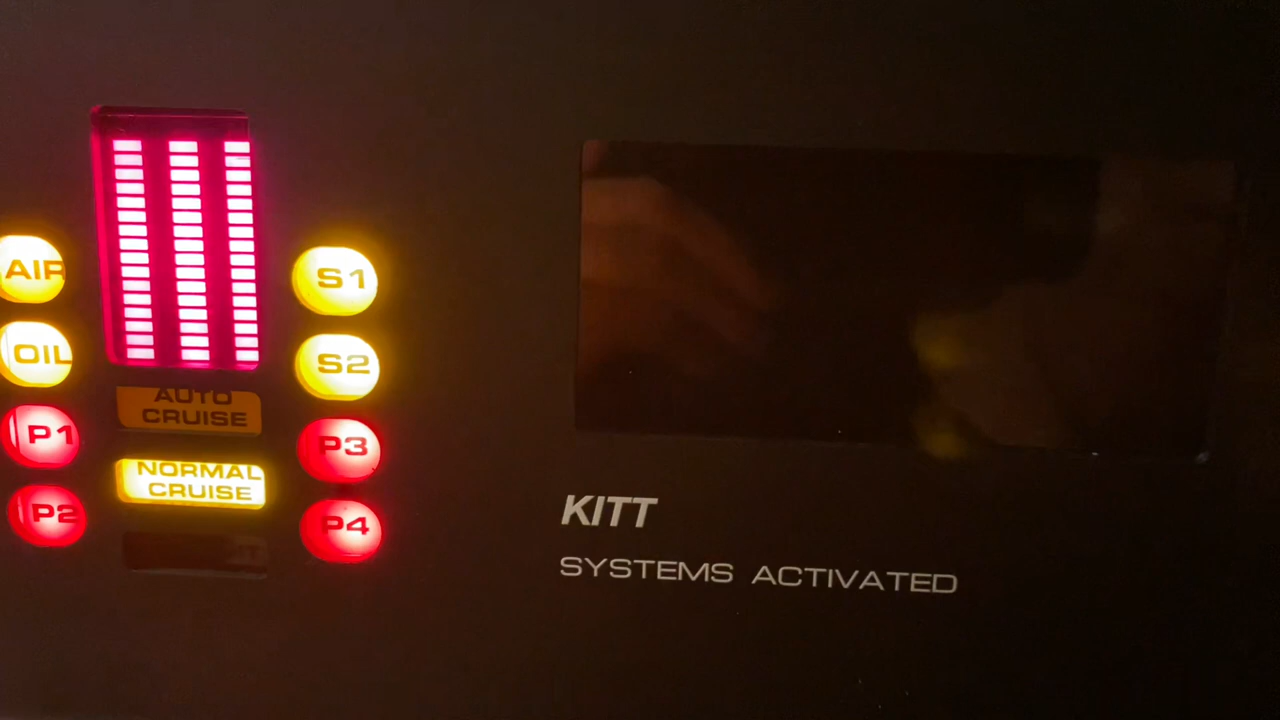 AIR
S1
OIL
S2
AUTO
CRUISE
P1
P3
NORMAL
CRUISE
P2
P4
KITT
SYSTEMS ACTIVATED